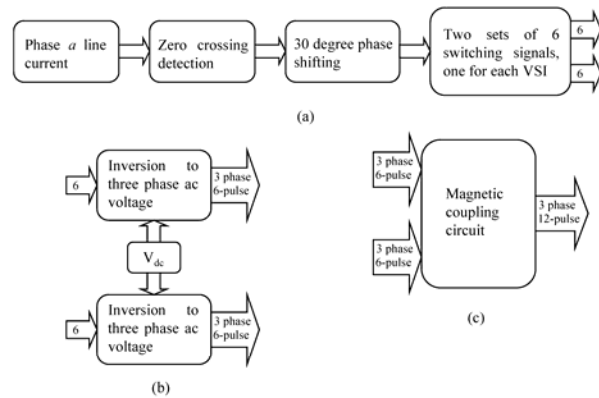 Phase a line
current
Zero crossing
detection
30 degree phase
shifting
Two sets of 6
switching signals,
one for each VSI
6
6
(a)
6
Inversion to
three phase ac
voltage
3 phase
6-pulse
Vdc
6
Inversion to
three phase ac
voltage
3 phase
6-pulse
(b)
3 phase
6-pulse
3 phase
6-pulse
Magnetic
coupling
circuit
3 phase
12-pulse
(c)